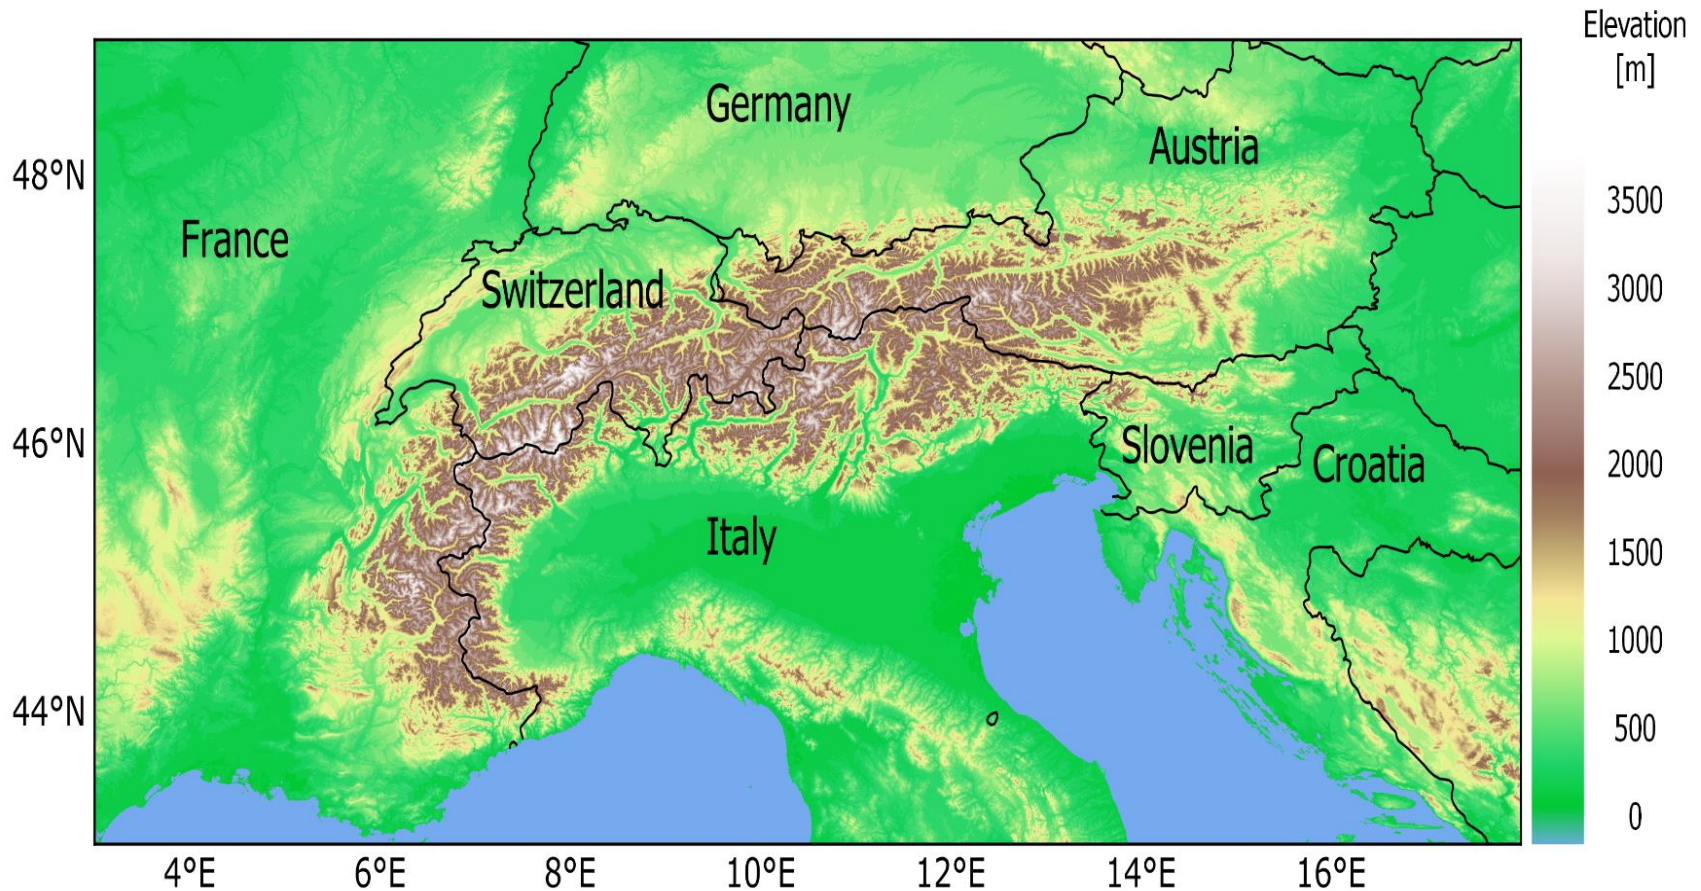 Elevation
[m]
Germany
Austria
France
Switzerland
Slovenia
Croatia
Italy
48°N
46°N
44°N
4°E
6°E
8°E
10°E
12°E
14°E
16°E
3500
3000
2500
2000
1500
1000
500
0